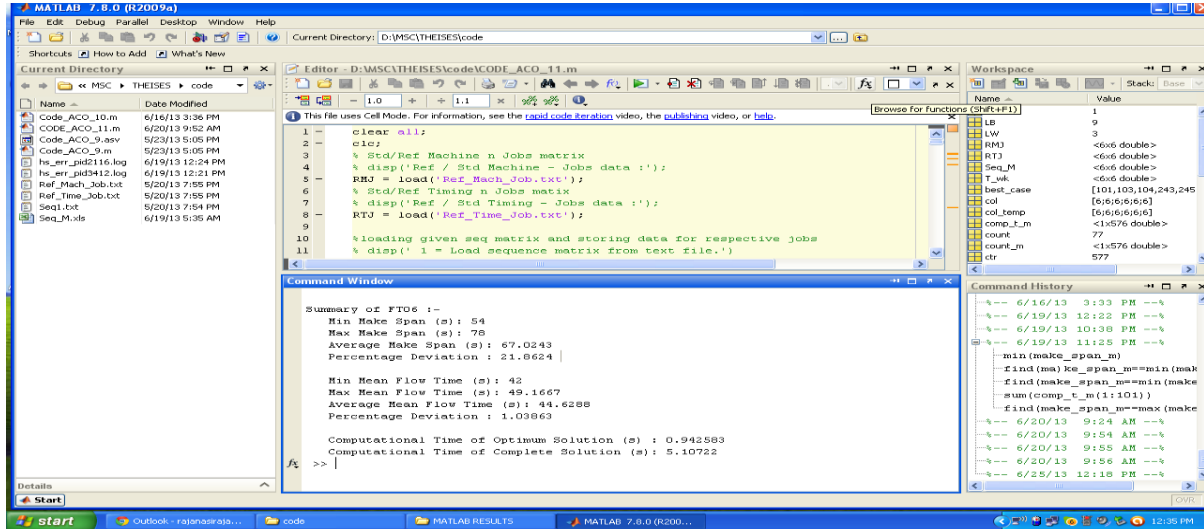 MATLAB 7.8.0 (R2009a)
File Edit Debug Parallel Desktop Window Help
Current Directory: D:\MSC\THEISES\code
Shortcuts How to Add What's New
Current Directory
« MSC ▸ THEISES ▸ code
Name Date Modified
Code_ACO_10.m 6/16/13 3:36 PM
CODE_ACO_11.m 6/20/13 9:52 AM
Code_ACO_9.asv 5/23/13 5:05 PM
Code_ACO_9.m 5/23/13 5:05 PM
hs_err_pid2116.log 6/19/13 12:24 PM
hs_err_pid3412.log 6/19/13 12:21 PM
Ref_Mach_Job.txt 5/20/13 7:55 PM
Ref_Time_Job.txt 5/20/13 7:55 PM
Seq1.txt 5/20/13 7:54 PM
Seq_M.xls 6/19/13 5:35 AM
Details
Editor - D:\MSC\THEISES\code\CODE_ACO_11.m
Stack: Base
1.0 1.1
Browse for functions (Shift+F1)
This file uses Cell Mode. For information, see the rapid code iteration video, the publishing video, or help.
1 - clear all;
2 - clc;
3 % Std/Ref Machine n Jobs matrix
4 % disp('Ref / Std Machine - Jobs data :');
5 - RMJ = load('Ref_Mach_Job.txt');
6 % Std/Ref Timing n Jobs matix
7 % disp('Ref / Std Timing - Jobs data :');
8 - RTJ = load('Ref_Time_Job.txt');
9
10 %loading given seq matrix and storing data for respective jobs
11 % disp(' 1 = Load sequence matrix from text file.')
Command Window
Summary of FT06 :-
Min Make Span (s): 54
Max Make Span (s): 78
Average Make Span (s): 67.0243
Percentage Deviation : 21.8624
Min Mean Flow Time (s): 42
Max Mean Flow Time (s): 49.1667
Average Mean Flow Time (s): 44.6288
Percentage Deviation : 1.03863
Computational Time of Optimum Solution (s) : 0.942583
Computational Time of Complete Solution (s): 5.10722
fx >>
Workspace
Name Value
1
LB 9
LW 3
RMJ <6x6 double>
RTJ <6x6 double>
Seq_M <6x6 double>
T_wk <6x6 double>
best_case [101,103,104,243,245
col [6;6;6;6;6;6]
col_temp [6;6;6;6;6;6]
comp_t_m <1x576 double>
count 77
count_m <1x576 double>
ctr 577
Command History
%-- 6/16/13 3:33 PM --%
%-- 6/19/13 12:22 PM --%
%-- 6/19/13 10:38 PM --%
%-- 6/19/13 11:25 PM --%
min(make_span_m)
find(ma)ke_span_m==min(mak
find(make_span_m==min(make
sum(comp_t_m(1:101))
find(make_span_m==max(make
%-- 6/20/13 9:24 AM --%
%-- 6/20/13 9:54 AM --%
%-- 6/20/13 9:55 AM --%
%-- 6/20/13 9:56 AM --%
%-- 6/25/13 12:18 PM --%
Start
OVR
start Outlook - rajanasiraja... code MATLAB RESULTS MATLAB 7.8.0 (R200... 12:35 PM